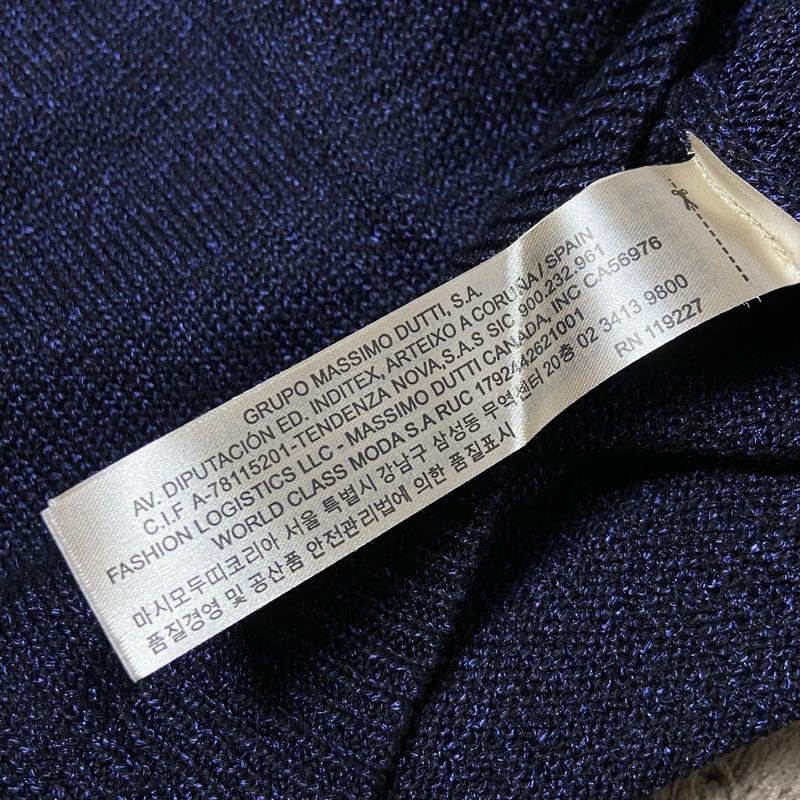 GRUPO MASSIMO DUTTI, S.A.
AV. DIPUTACIÓN ED. INDITEX, ARTEIXO A CORUÑA / SPAIN
C.I.F A-78115201-TENDENZA NOVA,S.A.S SIC 900.232.961
FASHION LOGISTICS LLC - MASSIMO DUTTI CANADA, INC CA56976
WORLD CLASS MODA S.A RUC 1792442621001
마시모두띠코리아 서울 특별시 강남구 삼성동 무역센터 20층 02 3413 9800
품질경영 및 공산품 안전관리법에 의한 품질표시 RN 119227